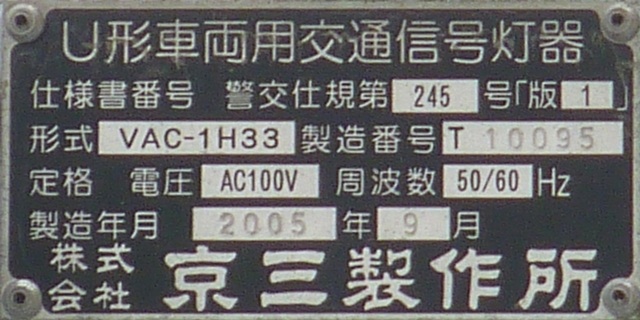 U形車両用交通信号灯器
仕様書番号 警交仕規第 245 号「版 1 」
形式 VAC-1H33 製造番号 T 10095
定格 電圧 AC100V 周波数 50/60 Hz
製造年月 2005 年 9 月
株式会社 京三製作所